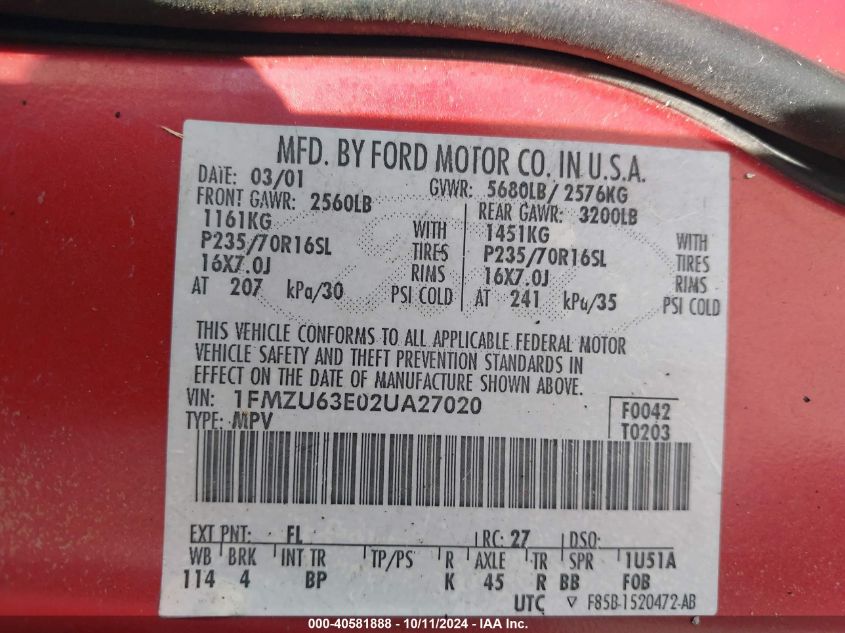 MFD. BY FORD MOTOR CO. IN U.S.A.
DATE: 03/01 GVWR: 5680LB/ 2576KG
FRONT GAWR: 2560LB REAR GAWR: 3200LB
1161KG WITH 1451KG WITH
P235/70R16SL TIRES P235/70R16SL TIRES
16X7.0J RIMS 16X7.0J RIMS
AT 207 kPa/30 PSI COLD AT 241 kPa/35 PSI COLD
THIS VEHICLE CONFORMS TO ALL APPLICABLE FEDERAL MOTOR
VEHICLE SAFETY AND THEFT PREVENTION STANDARDS IN
EFFECT ON THE DATE OF MANUFACTURE SHOWN ABOVE.
VIN: 1FMZU63E02UA27020 F0042
TYPE: MPV T0203
EXT PNT: FL RC: 27 DSO:
WB BRK INT TR TP/PS R AXLE TR SPR 1U51A
114 4 BP K 45 R BB FOB
UTC ▽ F85B-1520472-AB
000-40581888 - 10/11/2024 - IAA Inc.